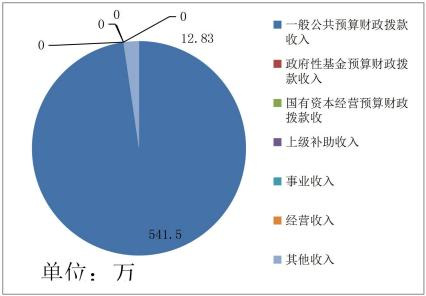 0
0
0
0
12.83
541.5
单位：万
一般公共预算财政拨款
收入
政府性基金预算财政拨
款收入
国有资本经营预算财政
拨款收
上级补助收入
事业收入
经营收入
其他收入